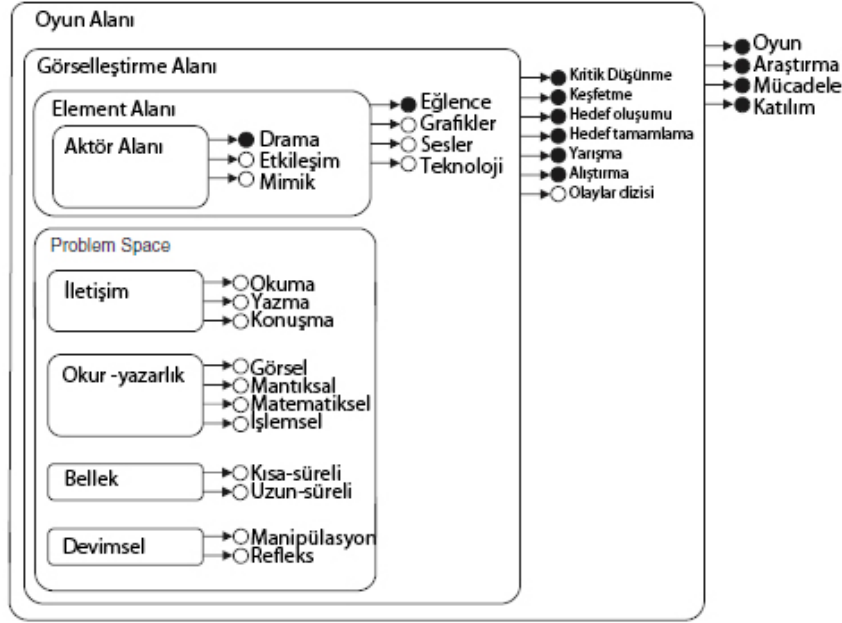 Oyun Alanı
Oyun
Araştırma
Mücadele
Katılım
Görselleştirme Alanı
Kritik Düşünme
Keşfetme
Hedef oluşumu
Hedef tamamlama
Yarışma
Alıştırma
Olaylar dizisi
Element Alanı
Eğlence
Grafikler
Sesler
Teknoloji
Aktör Alanı
Drama
Etkileşim
Mimik
Problem Space
İletişim
Okuma
Yazma
Konuşma
Okur -yazarlık
Görsel
Mantıksal
Matematiksel
İşlemsel
Bellek
Kısa-süreli
Uzun-süreli
Devimsel
Manipülasyon
Refleks